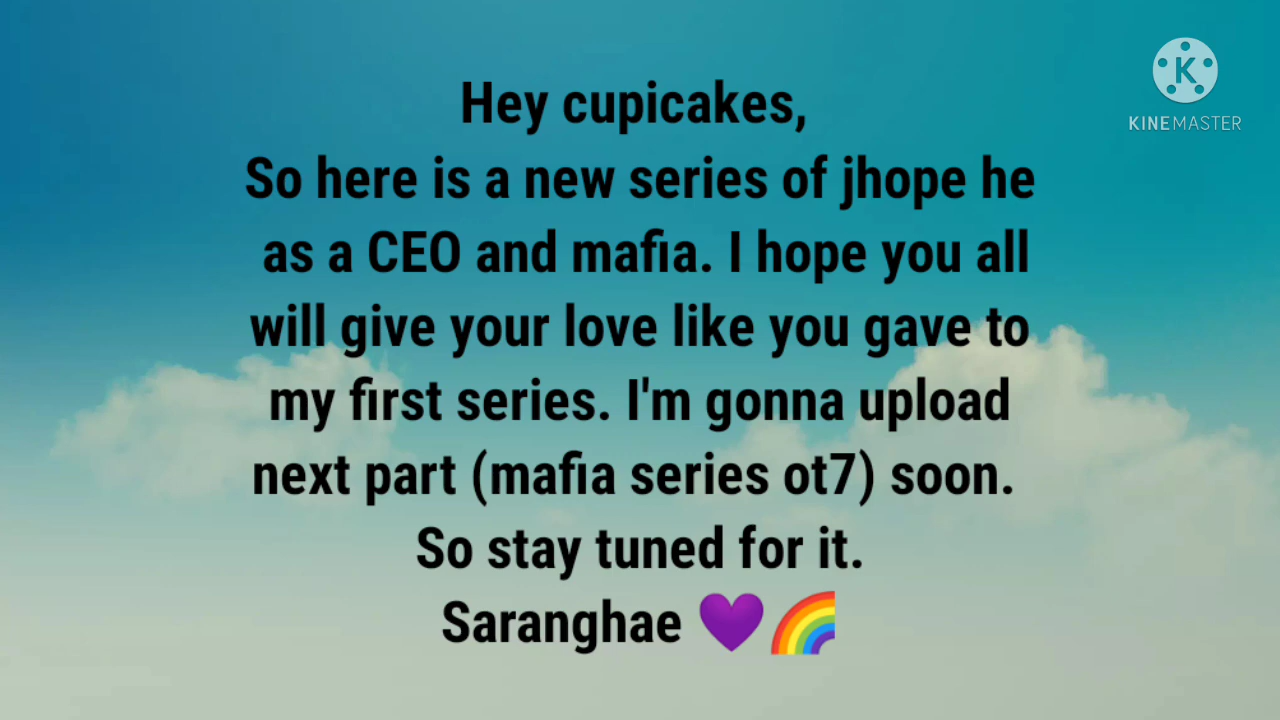 K
KINEMASTER
Hey cupicakes,
So here is a new series of jhope he
as a CEO and mafia. I hope you all
will give your love like you gave to
my first series. I'm gonna upload
next part (mafia series ot7) soon.
So stay tuned for it.
Saranghae 💜🌈